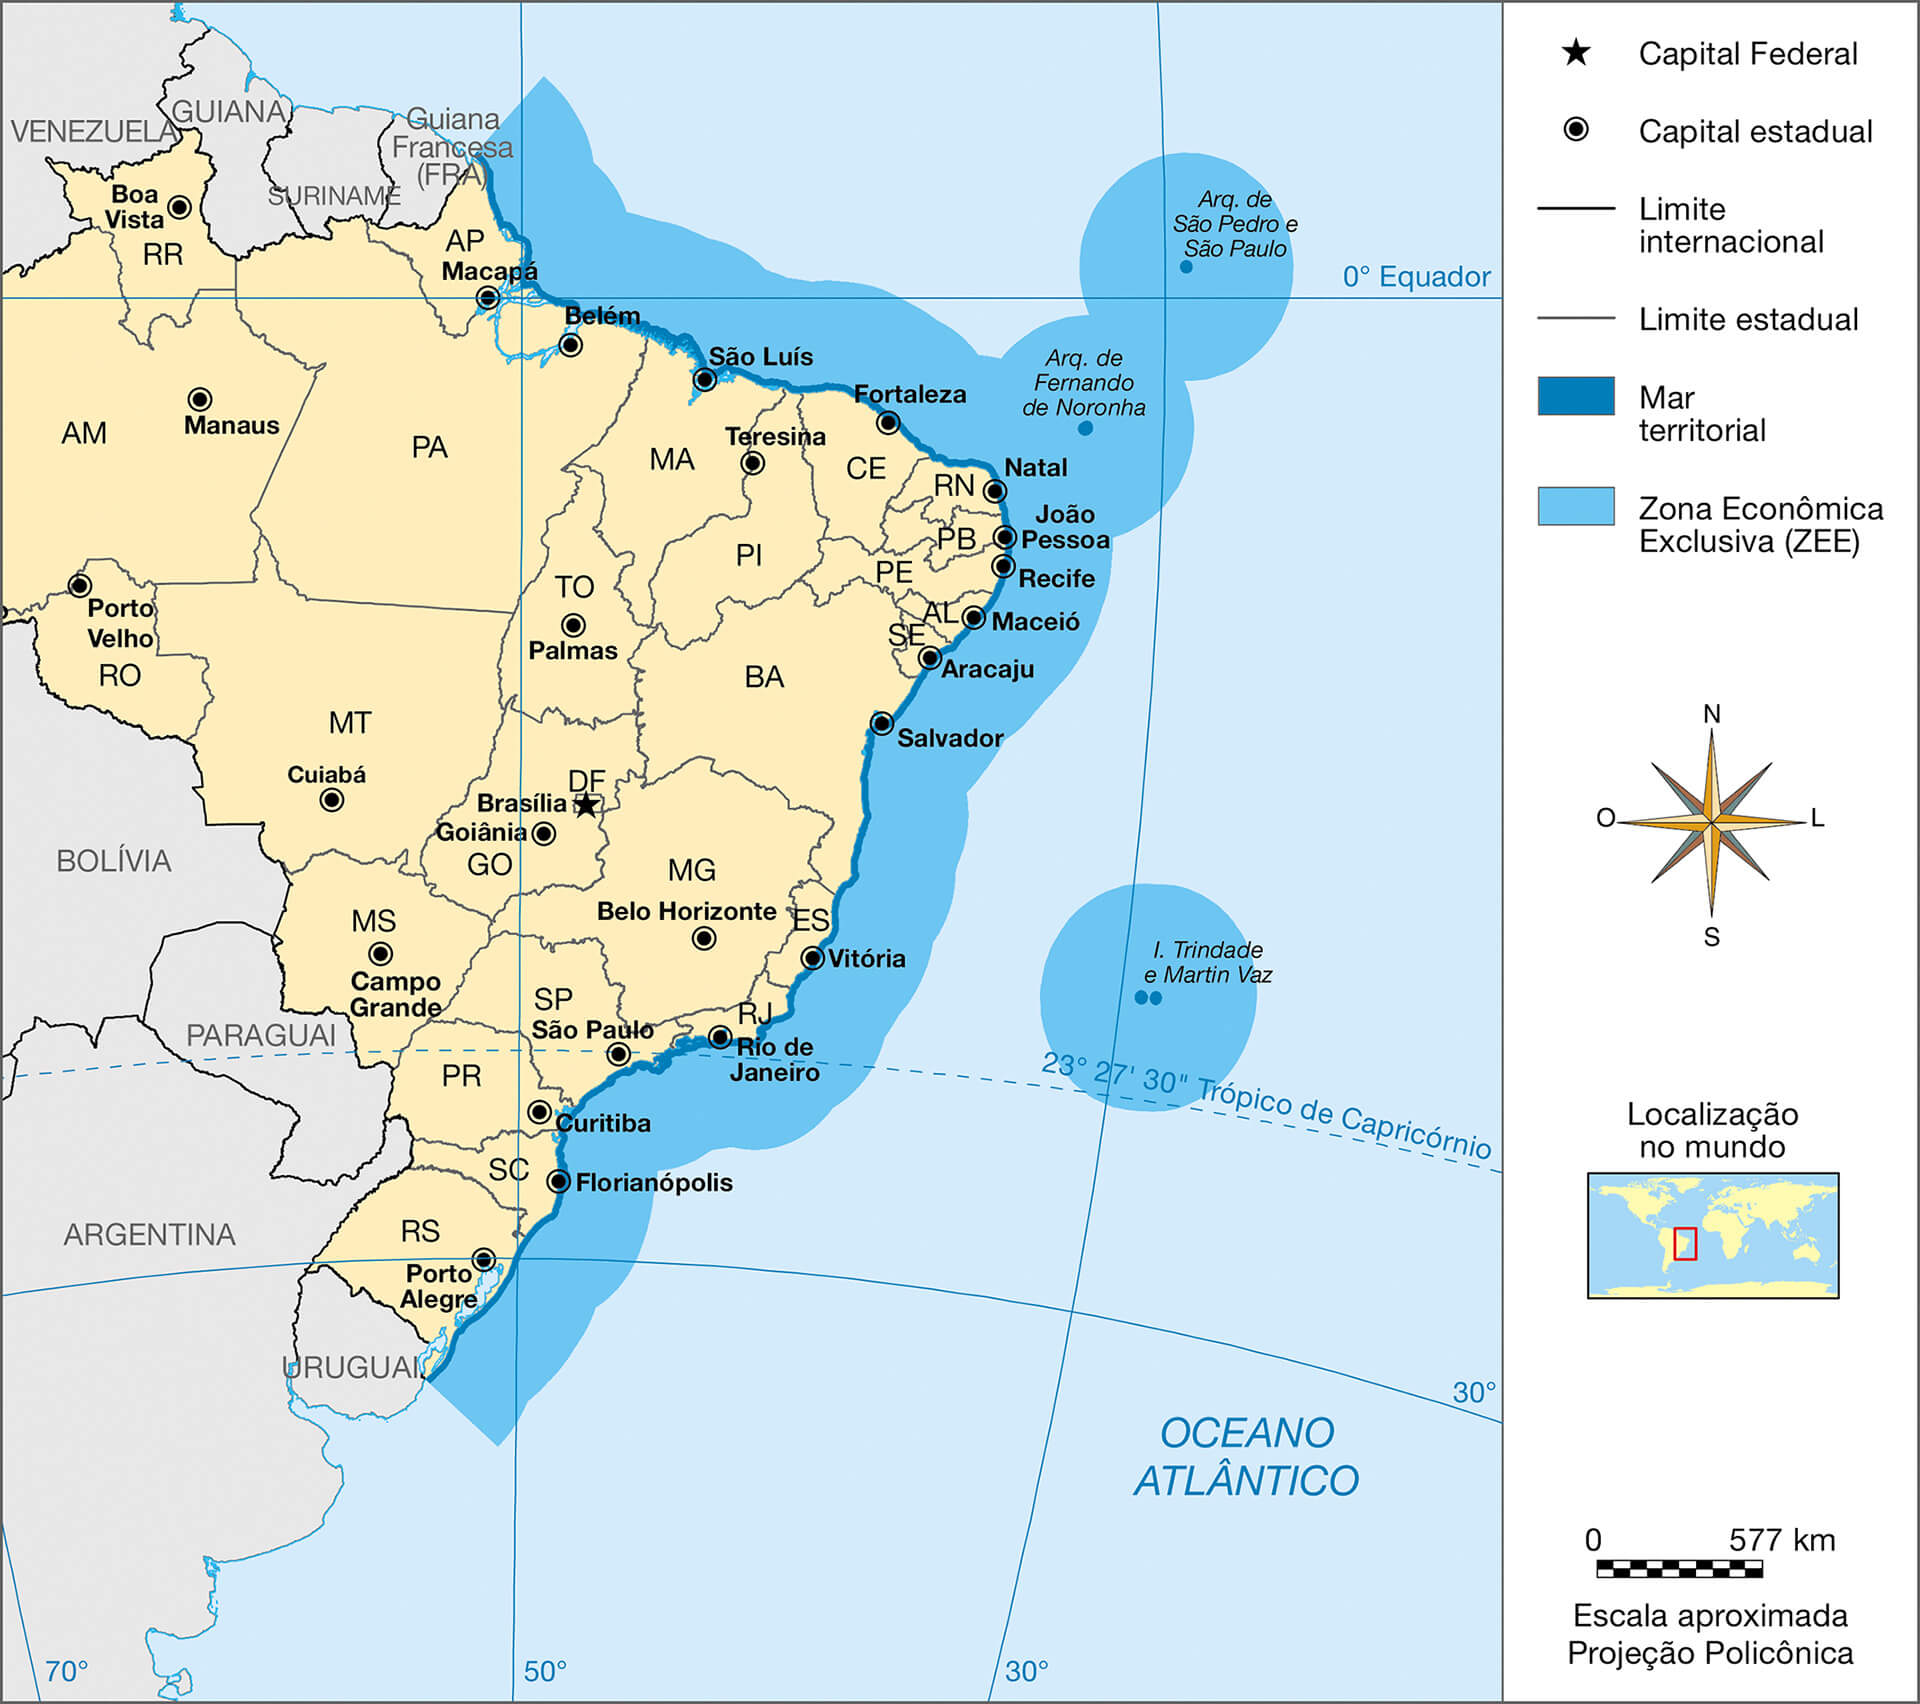 VENEZUELA
GUIANA
Guiana
Francesa
(FRA)
SURINAME
Boa
Vista
RR
AP
Macapá
Belém
São Luís
Fortaleza
Manaus
AM
PA
MA
Teresina
CE
RN
Natal
João
Pessoa
PB
PI
PE
Recife
TO
AL
Maceió
SE
Aracaju
Porto
Velho
RO
Palmas
BA
Salvador
MT
Cuiabá
DF
Brasília
Goiânia
GO
BOLÍVIA
MG
Belo Horizonte
ES
Vitória
MS
Campo
Grande
SP
São Paulo
RJ
Rio de
Janeiro
PARAGUAI
PR
Curitiba
SC
Florianópolis
ARGENTINA
RS
Porto
Alegre
URUGUAI
Arq. de
São Pedro e
São Paulo
0° Equador
Arq. de
Fernando
de Noronha
I. Trindade
e Martin Vaz
23° 27' 30" Trópico de Capricórnio
30°
OCEANO
ATLÂNTICO
70°
50°
30°
Capital Federal
Capital estadual
Limite
internacional
Limite estadual
Mar
territorial
Zona Econômica
Exclusiva (ZEE)
N
O
L
S
Localização
no mundo
0
577 km
Escala aproximada
Projeção Policônica